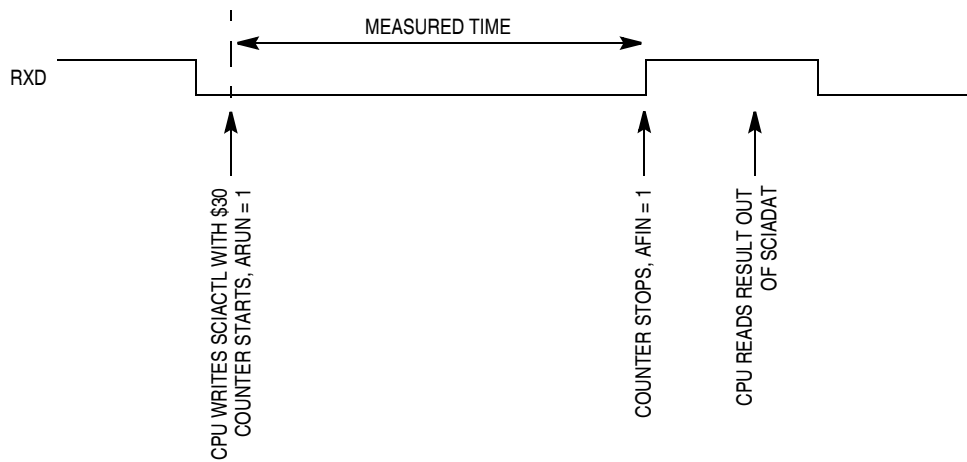 MEASURED TIME
RXD
CPU WRITES SCIACTL WITH $30
COUNTER STARTS, ARUN = 1
COUNTER STOPS, AFIN = 1
CPU READS RESULT OUT
OF SCIADAT